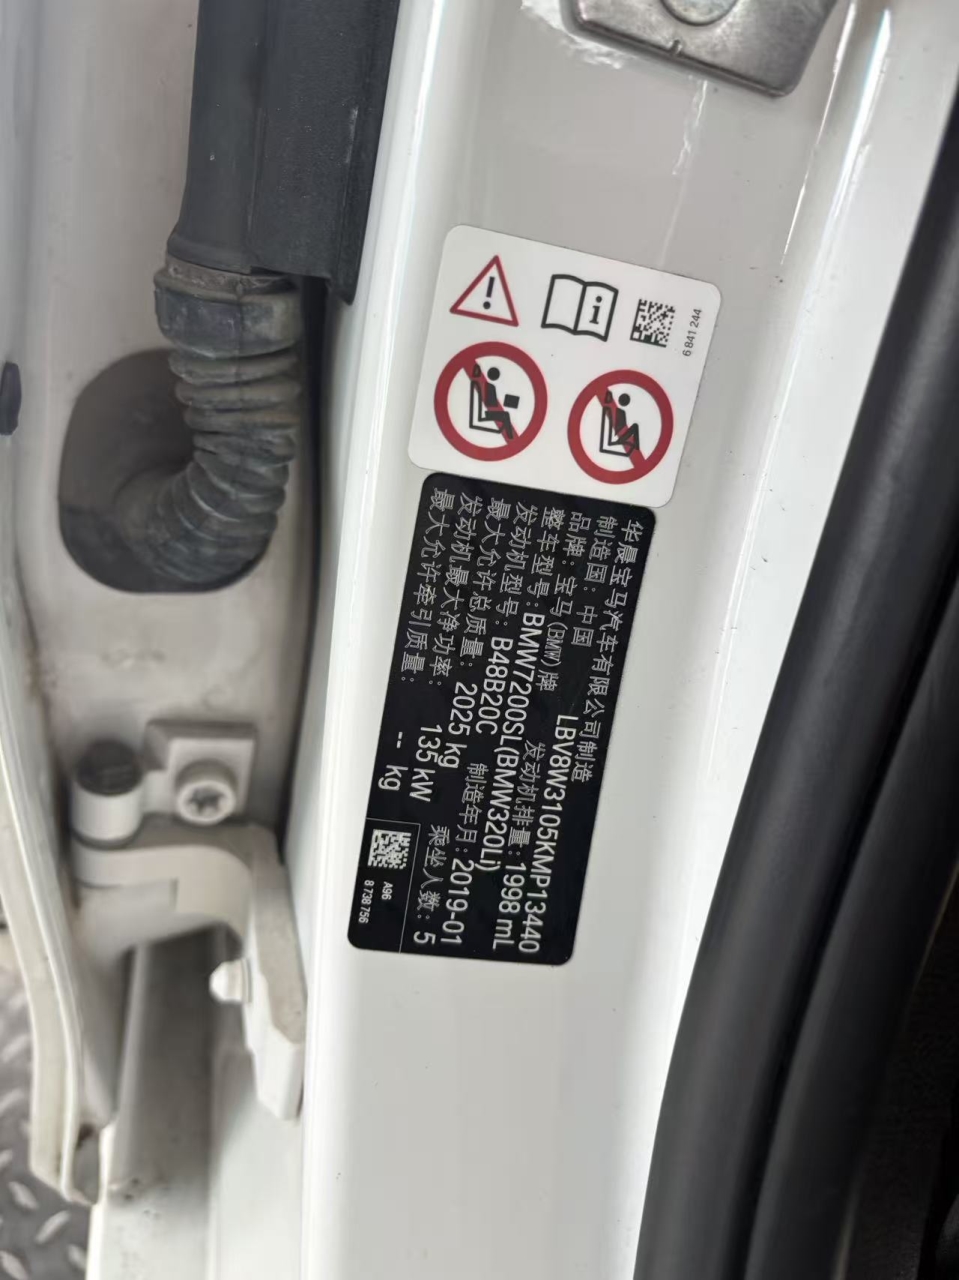 6 841 244
华晨宝马汽车有限公司制造
制造国：中国 LBV8W3105KMP13440
品牌：宝马（BMW）牌 发动机排量：1998 mL
整车型号：BMW7200SL(BMW320Li)
发动机型号：B48B20C 制造年月：2019-01
最大允许总质量：2025 kg 乘坐人数：5
发动机最大净功率：135 kW
最大允许牵引质量：-- kg
A96
8 738 756